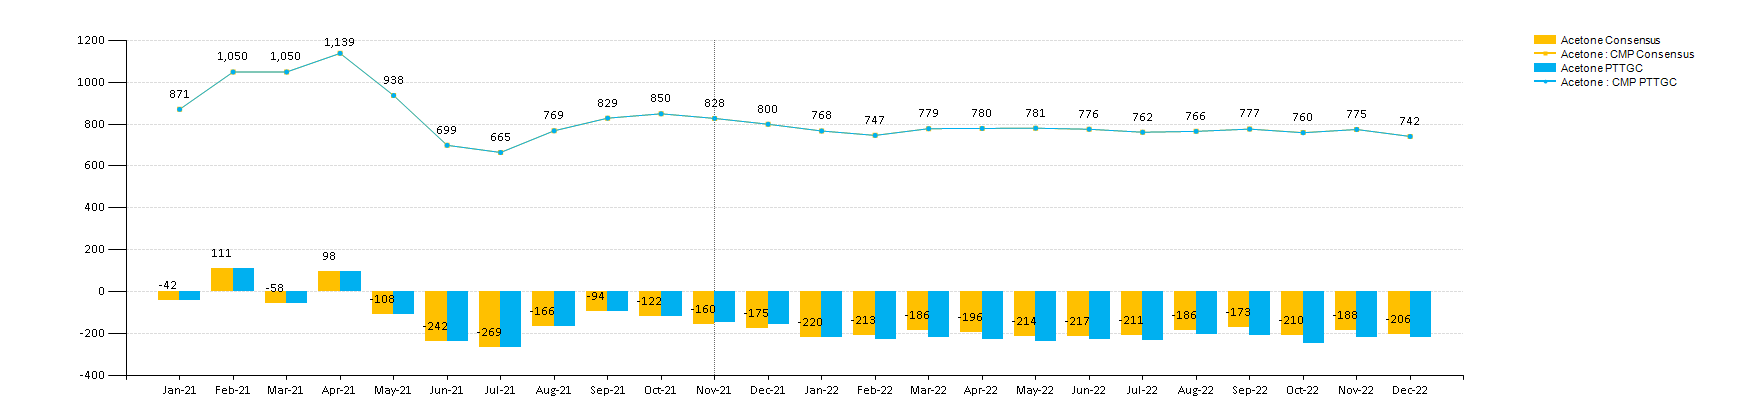 1200
1000
800
600
400
200
0
-200
-400
871
1,050
1,050
1,139
938
699
665
769
829
850
828
800
768
747
779
780
781
776
762
766
777
760
775
742
-42
111
-58
98
-108
-242
-269
-166
-94
-122
-160
-175
-220
-213
-186
-196
-214
-217
-211
-186
-173
-210
-188
-206
Jan-21
Feb-21
Mar-21
Apr-21
May-21
Jun-21
Jul-21
Aug-21
Sep-21
Oct-21
Nov-21
Dec-21
Jan-22
Feb-22
Mar-22
Apr-22
May-22
Jun-22
Jul-22
Aug-22
Sep-22
Oct-22
Nov-22
Dec-22
Acetone Consensus
Acetone : CMP Consensus
Acetone PTTGC
Acetone : CMP PTTGC